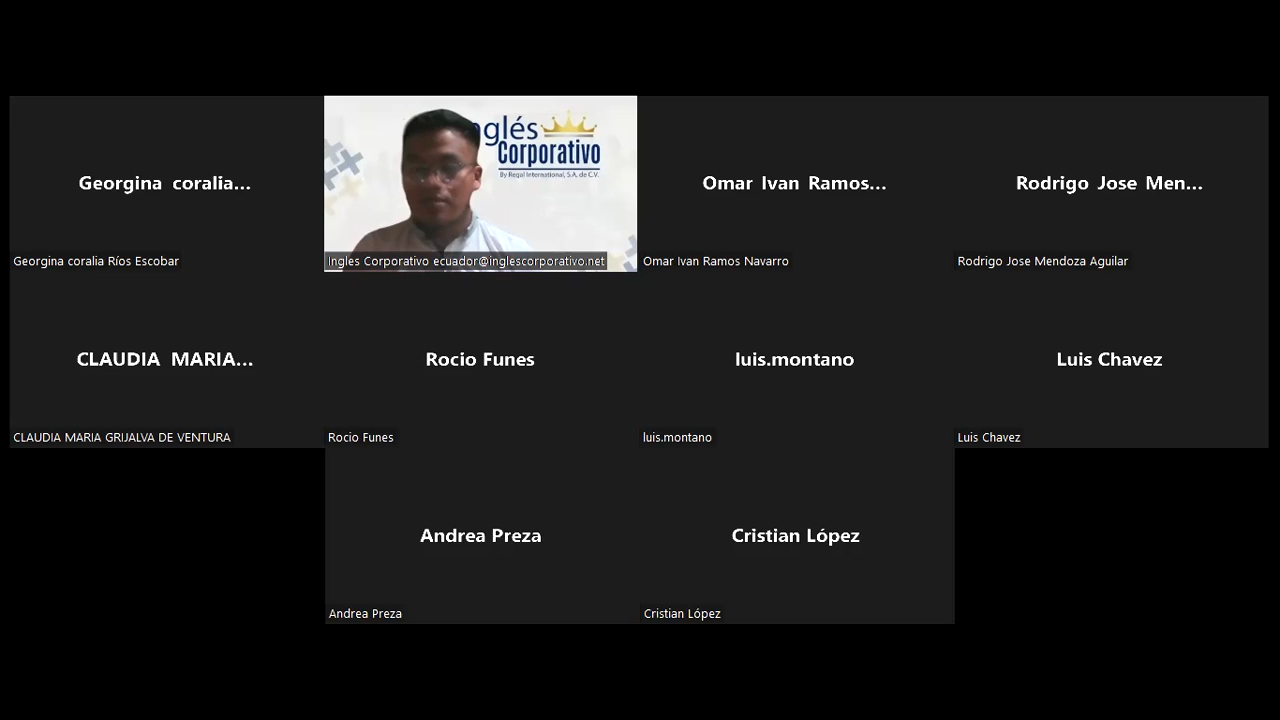 Georgina coralia...
Georgina coralia Ríos Escobar
nglés
Corporativo
By Regal International, S.A. de C.V.
Ingles Corporativo ecuador@inglescorporativo.net
Omar Ivan Ramos...
Omar Ivan Ramos Navarro
Rodrigo Jose Men...
Rodrigo Jose Mendoza Aguilar
CLAUDIA MARIA...
CLAUDIA MARIA GRIJALVA DE VENTURA
Rocio Funes
Rocio Funes
luis.montano
luis.montano
Luis Chavez
Luis Chavez
Andrea Preza
Andrea Preza
Cristian López
Cristian López